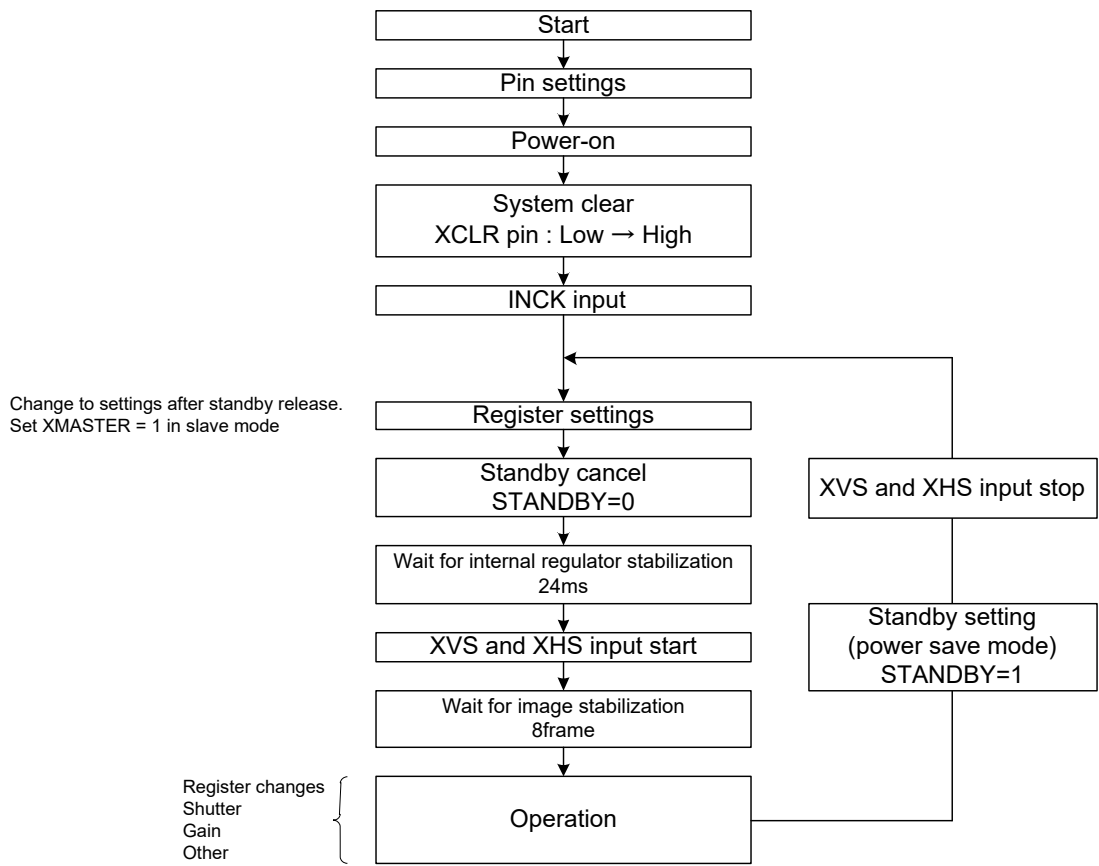 Start
Pin settings
Power-on
System clear
XCLR pin : Low → High
INCK input
Change to settings after standby release.
Set XMASTER = 1 in slave mode
Register settings
Standby cancel
STANDBY=0
XVS and XHS input stop
Wait for internal regulator stabilization
24ms
Standby setting
(power save mode)
STANDBY=1
XVS and XHS input start
Wait for image stabilization
8frame
Register changes
Shutter
Gain
Other
Operation